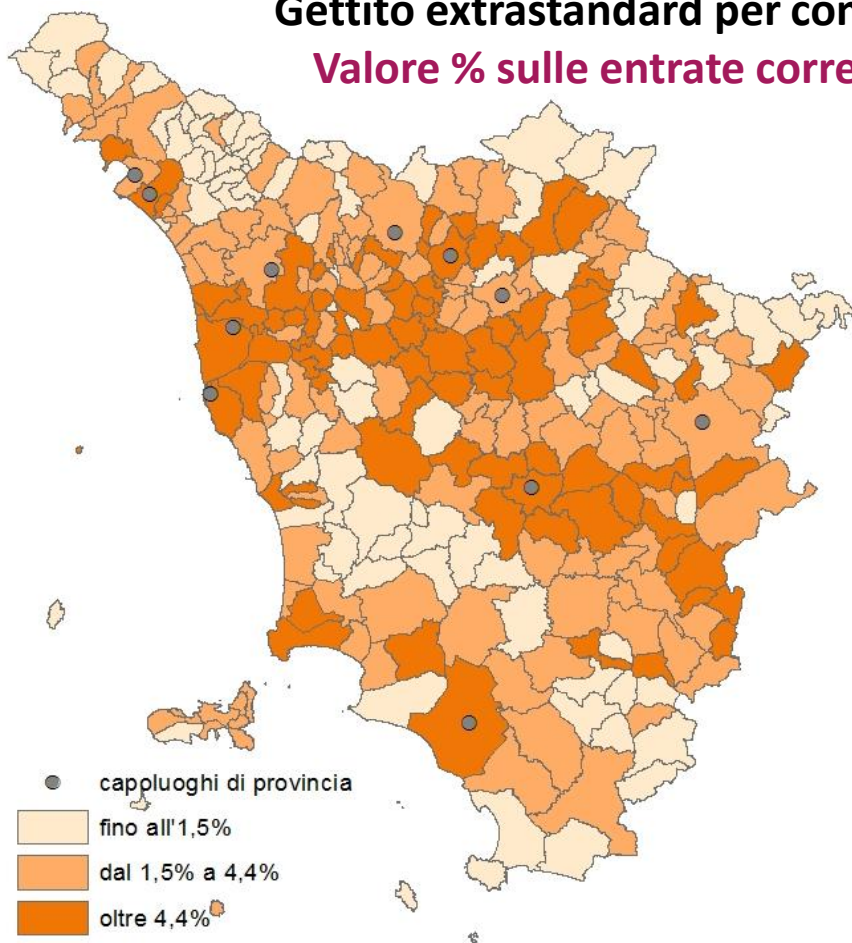 Gettito extrastandard per
Valore % sulle entrate
capoluoghi di provincia
fino all'1,5%
dal 1,5% a 4,4%
oltre 4,4%